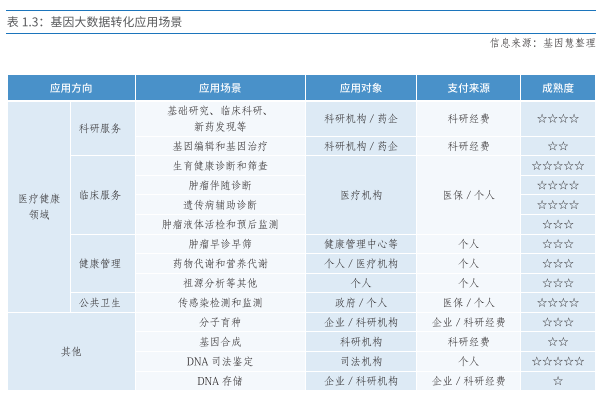 表 1.3：基因大数据转化应用场景
信息来源：基因慧整理
应用方向 应用场景 应用对象 支付来源 成熟度
医疗健康
领域
科研服务
基础研究、临床科研、
新药发现等
科研机构 / 药企 科研经费 ☆☆☆☆
基因编辑和基因治疗 科研机构 / 药企 科研经费 ☆☆
临床服务
生育健康诊断和筛查 ☆☆☆☆☆
肿瘤伴随诊断 ☆☆☆☆
医疗机构 医保 / 个人
遗传病辅助诊断 ☆☆☆☆
肿瘤液体活检和预后监测 ☆☆☆
健康管理
肿瘤早诊早筛 健康管理中心等 个人 ☆☆☆
药物代谢和营养代谢 个人 / 医疗机构 个人 ☆☆☆
祖源分析等其他 个人 个人 ☆☆☆
公共卫生 传感染检测和监测 政府 / 个人 医保 / 个人 ☆☆☆☆
其他
分子育种 企业 / 科研机构 企业 / 科研经费 ☆☆☆
基因合成 科研机构 科研经费 ☆☆
DNA 司法鉴定 司法机构 个人 ☆☆☆☆☆
DNA 存储 企业 / 科研机构 企业 / 科研经费 ☆